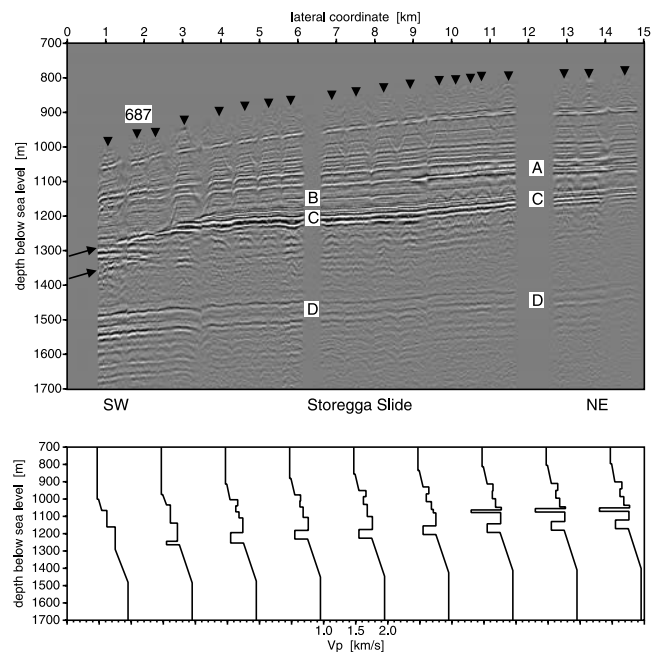 lateral coordinate [km]
0 1 2 3 4 5 6 7 8 9 10 11 12 13 14 15
depth below sea level [m]
700
800
900
1000
1100
1200
1300
1400
1500
1600
1700
687
A
B
C
C
D
D
SW Storegga Slide NE
depth below sea level [m]
700
800
900
1000
1100
1200
1300
1400
1500
1600
1700
1.0 1.5 2.0
Vp [km/s]